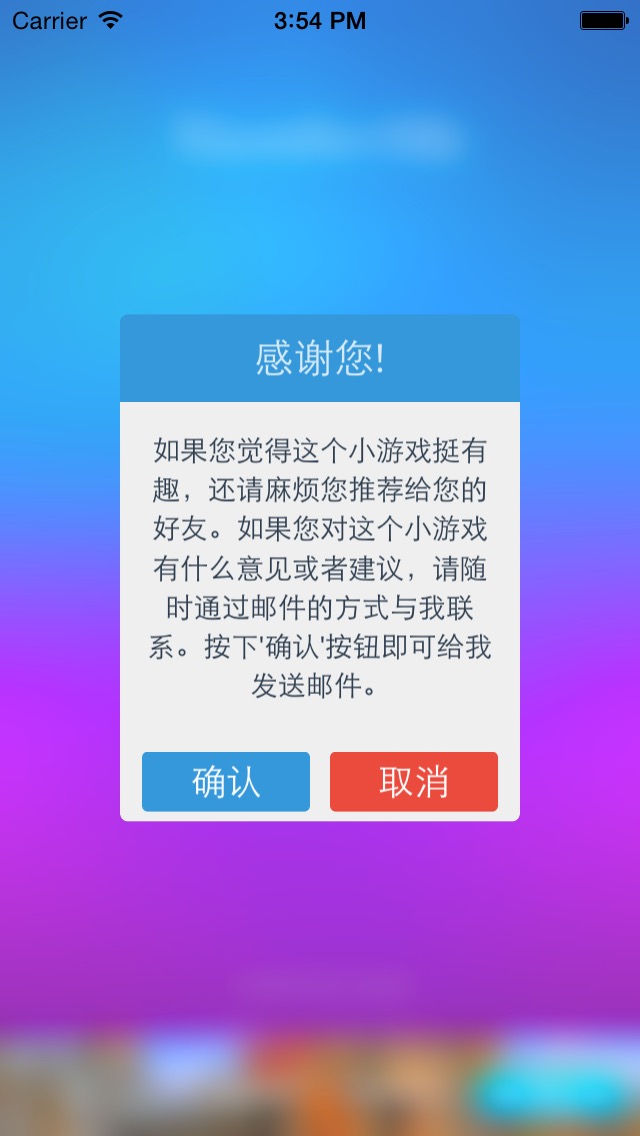 Carrier 3:54 PM
感谢您!
如果您觉得这个小游戏挺有
趣，还请麻烦您推荐给您的
好友。如果您对这个小游戏
有什么意见或者建议，请随
时通过邮件的方式与我联
系。按下'确认'按钮即可给我
发送邮件。
确认 取消